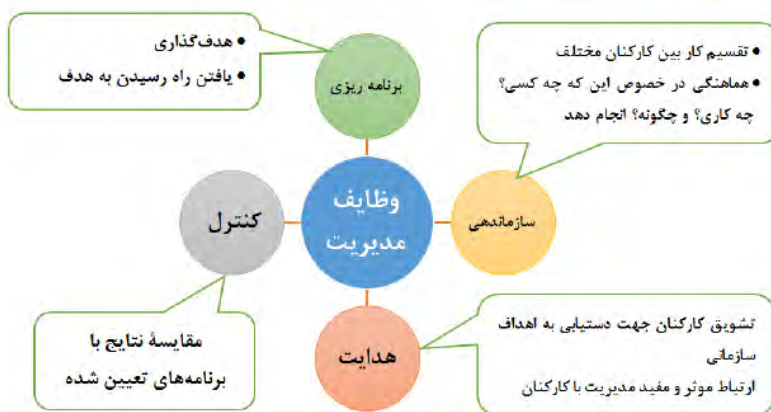 • هدف‌گذاری
• یافتن راه رسیدن به هدف
برنامه ریزی
• تقسیم کار بین کارکنان مختلف
• هماهنگی در خصوص این که چه کسی؟
چه کاری؟ و چگونه؟ انجام دهد
سازماندهی
وظایف
مدیریت
کنترل
مقایسهٔ نتایج با
برنامه‌های تعیین شده
هدایت
تشویق کارکنان جهت دستیابی به اهداف
سازمانی
ارتباط موثر و مفید مدیریت با کارکنان